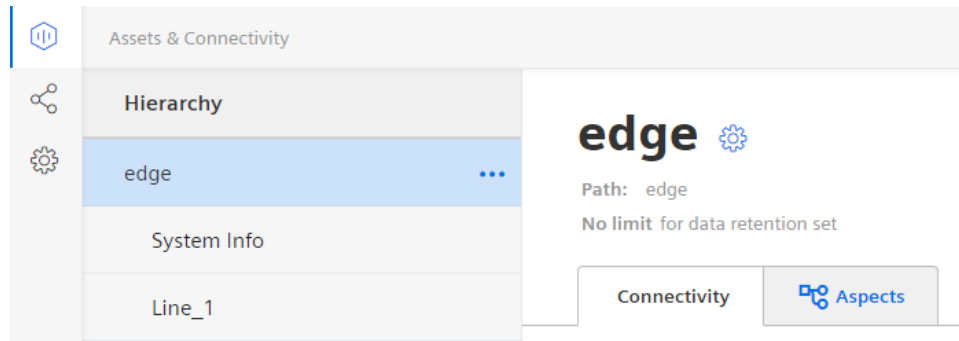 Assets & Connectivity
Hierarchy
edge
System Info
Line_1
edge
Path: edge
No limit for data retention set
Connectivity
Aspects